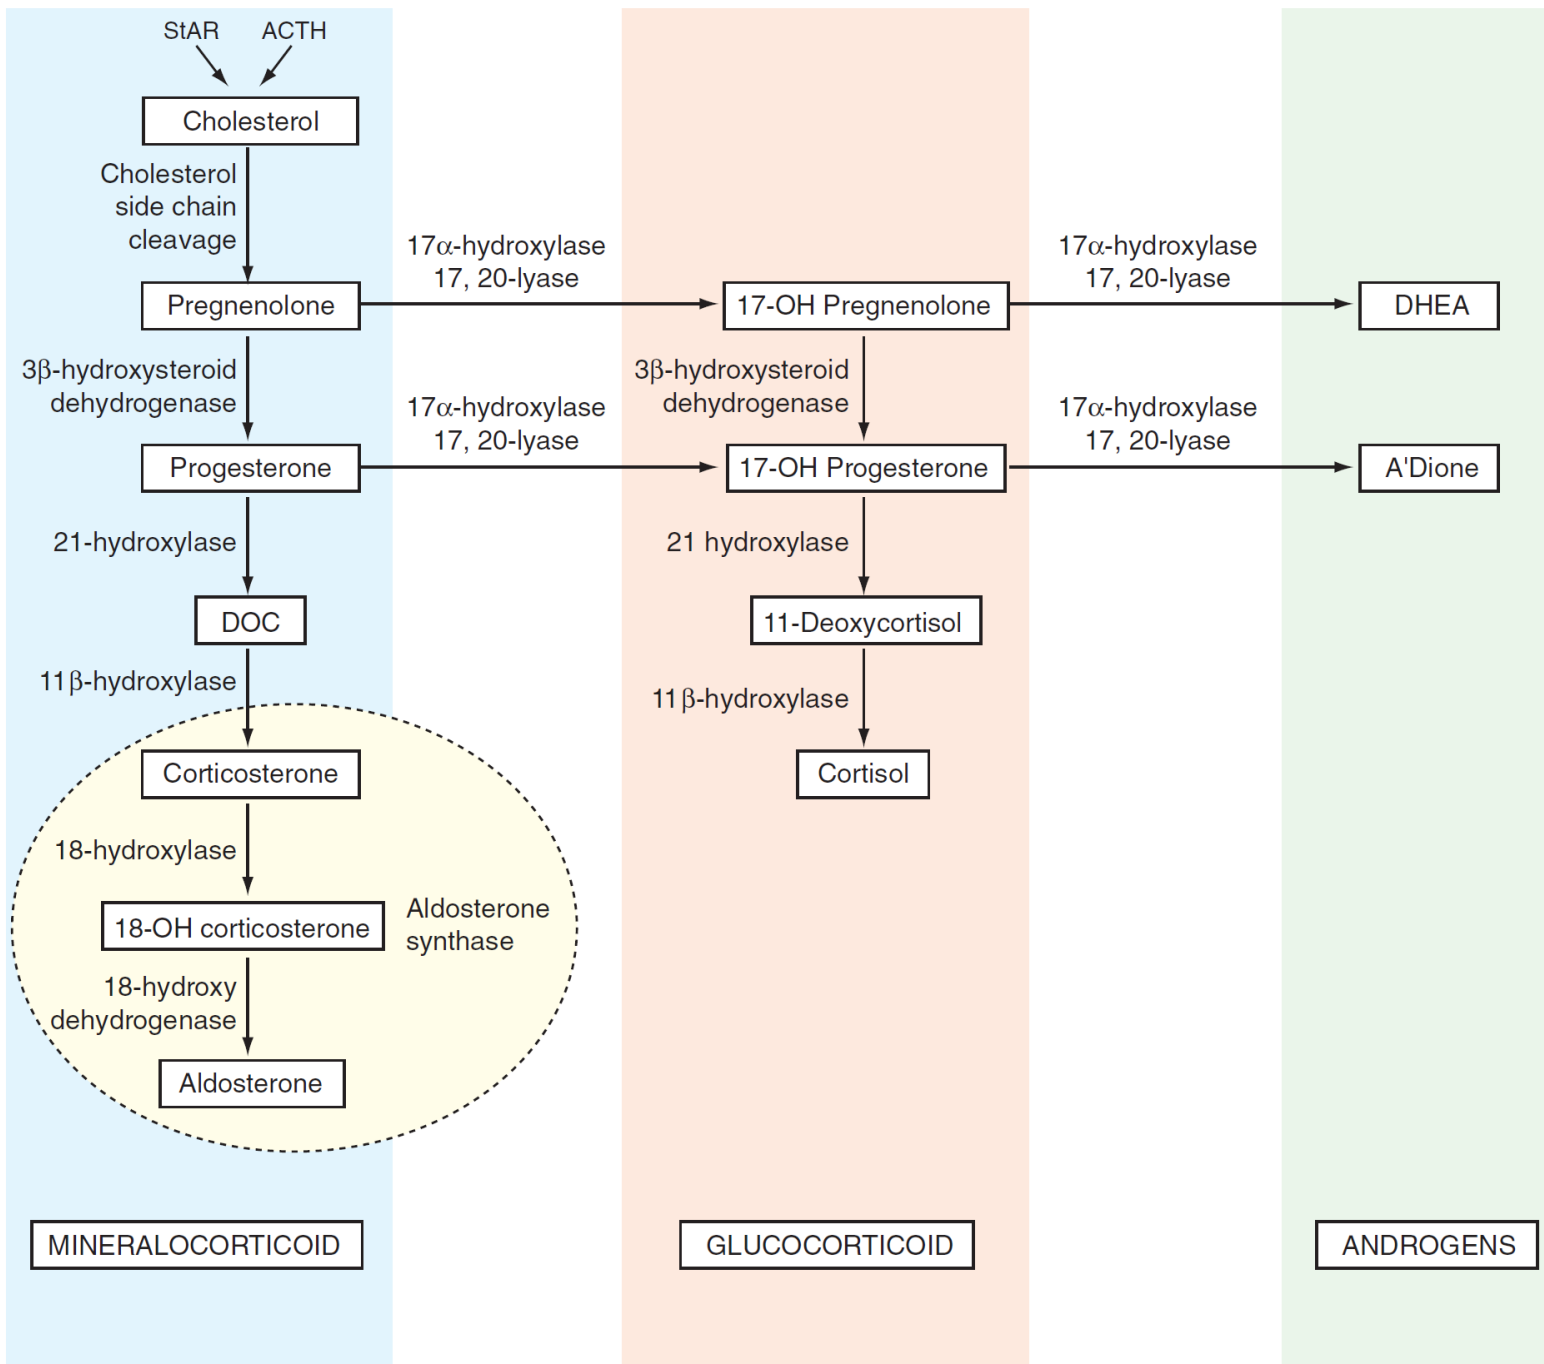 StAR ACTH
Cholesterol
Cholesterol
side chain
cleavage
17α-hydroxylase
17, 20-lyase
17α-hydroxylase
17, 20-lyase
Pregnenolone
17-OH Pregnenolone
DHEA
3β-hydroxysteroid
dehydrogenase
17α-hydroxylase
17, 20-lyase
3β-hydroxysteroid
dehydrogenase
17α-hydroxylase
17, 20-lyase
Progesterone
17-OH Progesterone
A'Dione
21-hydroxylase
21 hydroxylase
DOC
11-Deoxycortisol
11β-hydroxylase
11β-hydroxylase
Corticosterone
Cortisol
18-hydroxylase
18-OH corticosterone
Aldosterone
synthase
18-hydroxy
dehydrogenase
Aldosterone
MINERALOCORTICOID
GLUCOCORTICOID
ANDROGENS